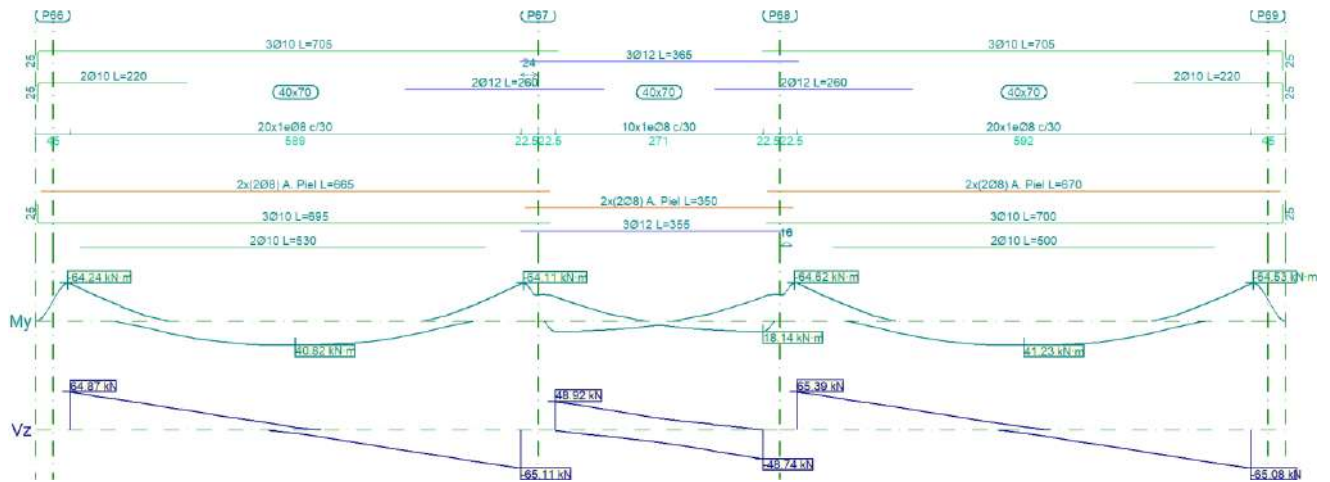 P66 P67 P68 P69
3Ø10 L=705 3Ø10 L=705
3Ø12 L=365
25 24 25
2Ø10 L=220 2Ø12 L=260 2Ø12 L=260 2Ø10 L=220
25 40x70 40x70 40x70 25
20x1eØ8 c/30 10x1eØ8 c/30 20x1eØ8 c/30
45 589 22.5 22.5 271 22.5 22.5 592 45
2x(2Ø8) A. Piel L=665 2x(2Ø8) A. Piel L=670
2x(2Ø8) A. Piel L=350
25 3Ø10 L=695 3Ø10 L=700 25
3Ø12 L=355
16
2Ø10 L=530 2Ø10 L=500
-64.24 kN·m -64.11 kN·m -64.62 kN·m -64.53 kN·m
My
18.14 kN·m
40.82 kN·m 41.23 kN·m
64.87 kN 48.92 kN 65.39 kN
Vz
-65.11 kN -48.74 kN -65.08 kN